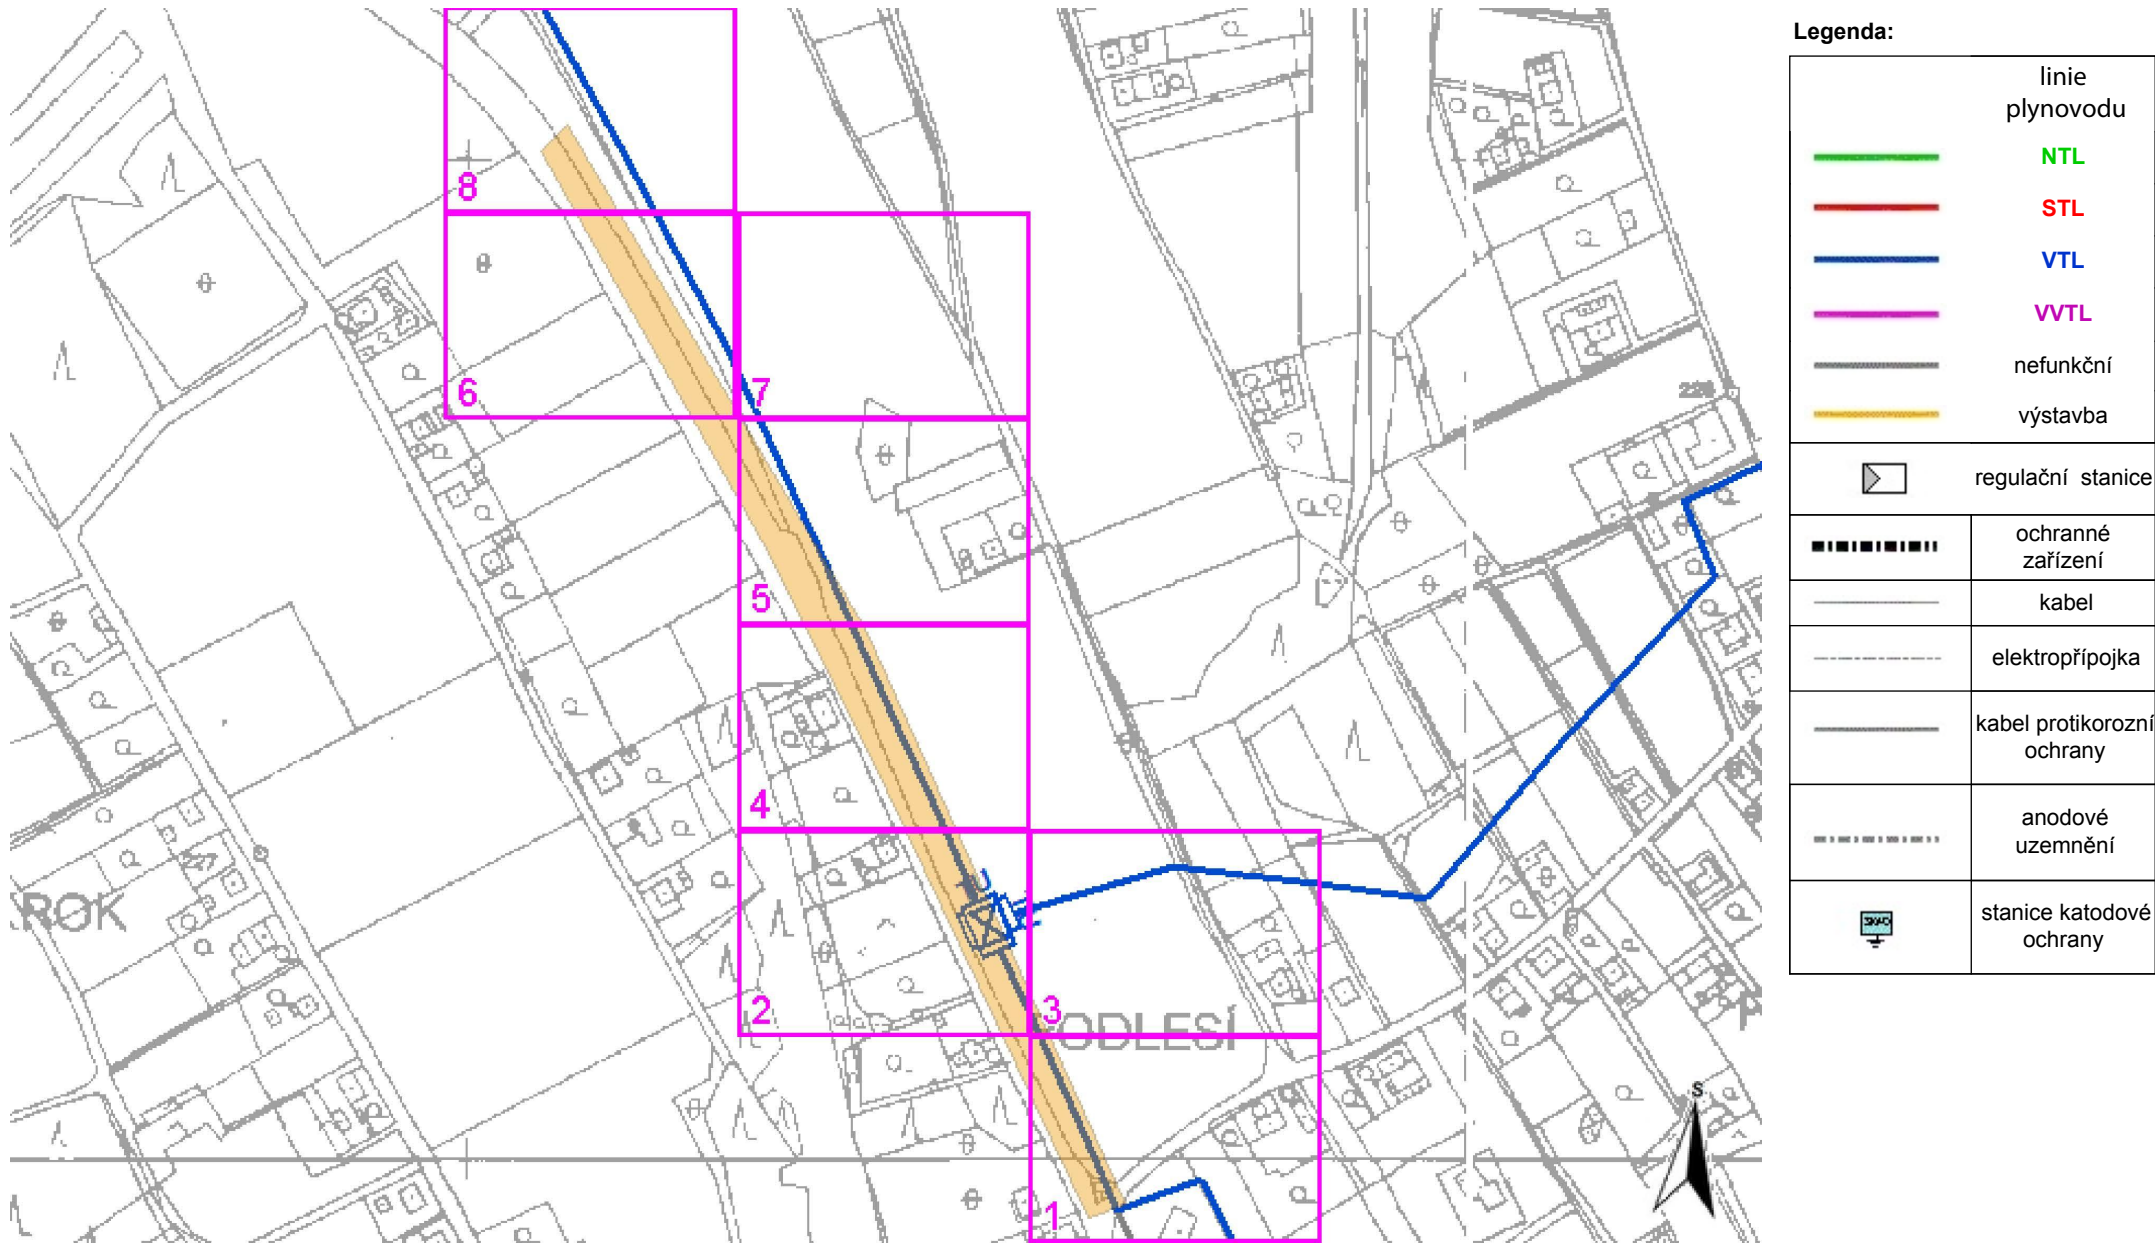 Legenda:
linie
plynovodu
NTL
STL
VTL
VVTL
nefunkční
výstavba
regulační stanice
ochranné
zařízení
kabel
elektropřípojka
kabel protikorozní
ochrany
anodové
uzemnění
stanice katodové
ochrany
8
6
7
5
4
2
3
1
227
ROK
ODLESÍ
S